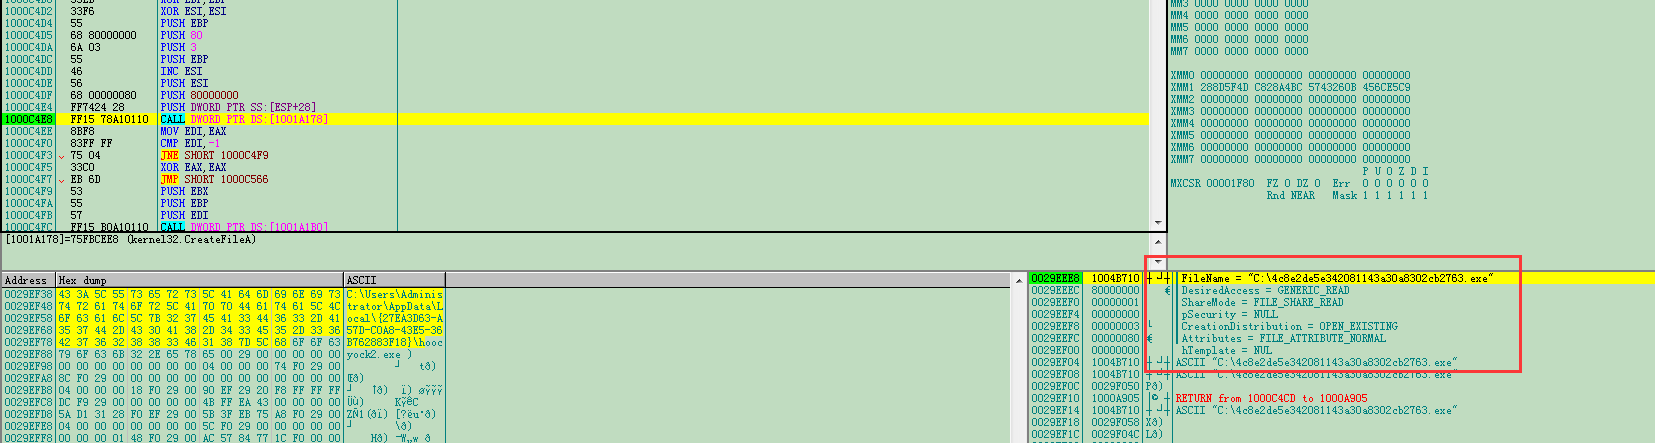 1000C4D2 33F6 XOR ESI,ESI
1000C4D4 55 PUSH EBP
1000C4D5 68 80000000 PUSH 80
1000C4DA 6A 03 PUSH 3
1000C4DC 55 PUSH EBP
1000C4DD 46 INC ESI
1000C4DE 56 PUSH ESI
1000C4DF 68 00000080 PUSH 80000000
1000C4E4 FF7424 28 PUSH DWORD PTR SS:[ESP+28]
1000C4E8 FF15 78A10110 CALL DWORD PTR DS:[1001A178]
1000C4EE 8BF8 MOV EDI,EAX
1000C4F0 83FF FF CMP EDI,-1
1000C4F3 75 04 JNE SHORT 1000C4F9
1000C4F5 33C0 XOR EAX,EAX
1000C4F7 EB 6D JMP SHORT 1000C566
1000C4F9 53 PUSH EBX
1000C4FA 55 PUSH EBP
1000C4FB 57 PUSH EDI
1000C4FC FF15 B0A10110 CALL DWORD PTR DS:[1001A1B0]
[1001A178]=75FBCEE8 (kernel32.CreateFileA)
MM3 0000 0000 0000 0000
MM4 0000 0000 0000 0000
MM5 0000 0000 0000 0000
MM6 0000 0000 0000 0000
MM7 0000 0000 0000 0000
XMM0 00000000 00000000 00000000 00000000
XMM1 288D5F4D C828A4BC 5743260B 456CE5C9
XMM2 00000000 00000000 00000000 00000000
XMM3 00000000 00000000 00000000 00000000
XMM4 00000000 00000000 00000000 00000000
XMM5 00000000 00000000 00000000 00000000
XMM6 00000000 00000000 00000000 00000000
XMM7 00000000 00000000 00000000 00000000
P U O Z D I
MXCSR 00001F80 FZ 0 DZ 0 Err 0 0 0 0 0 0
Rnd NEAR Mask 1 1 1 1 1 1
Address Hex dump ASCII
0029EF38 43 3A 5C 55 73 65 72 73 5C 41 64 6D 69 6E 69 73 C:\Users\Adminis
0029EF48 74 72 61 74 6F 72 5C 41 70 70 44 61 74 61 5C 4C trator\AppData\L
0029EF58 6F 63 61 6C 5C 7B 32 37 45 41 33 44 36 33 2D 41 ocal\{27EA3D63-A
0029EF68 35 37 44 2D 43 30 41 38 2D 34 33 45 35 2D 33 36 57D-C0A8-43E5-36
0029EF78 42 37 36 32 38 38 33 46 31 38 7D 5C 68 6F 6F 63 B762883F18}\hooc
0029EF88 79 6F 63 6B 32 2E 65 78 65 00 29 00 00 00 00 00 yock2.exe )
0029EF98 00 00 00 00 00 00 00 00 04 00 00 00 74 F0 29 00
0029EFA8 8C F0 29 00 00 00 00 00 00 00 00 00 00 00 00 00
0029EFB8 04 00 00 00 18 F0 29 00 90 EF 29 20 F8 FF FF FF
0029EFC8 DC F9 29 00 00 00 00 00 4B FF EA 43 00 00 00 00
0029EFD8 5A D1 31 28 F0 EF 29 00 5B 3F EB 75 A8 F0 29 00
0029EFE8 04 00 00 00 00 00 00 00 00 5C F0 29 00
0029EFF8 00 00 00 01 48 F0 29 00 AC 57 84 77 1C F0 00 00
0029EEE8 1004B710 FileName = "C:\4c8e2de5e342081143a30a8302cb2763.exe"
0029EEEC 80000000 DesiredAccess = GENERIC_READ
0029EEF0 00000001 ShareMode = FILE_SHARE_READ
0029EEF4 00000000 pSecurity = NULL
0029EEF8 00000003 CreationDistribution = OPEN_EXISTING
0029EEFC 00000080 Attributes = FILE_ATTRIBUTE_NORMAL
0029EF00 00000000 hTemplate = NUL
0029EF04 1004B710 ASCII "C:\4c8e2de5e342081143a30a8302cb2763.exe"
0029EF08 1004B710 ASCII "C:\4c8e2de5e342081143a30a8302cb2763.exe"
0029EF0C 0029F050
0029EF10 1000A905 RETURN from 1000C4CD to 1000A905
0029EF14 1004B710 ASCII "C:\4c8e2de5e342081143a30a8302cb2763.exe"
0029EF18 0029F058
0029EF1C 0029F04C